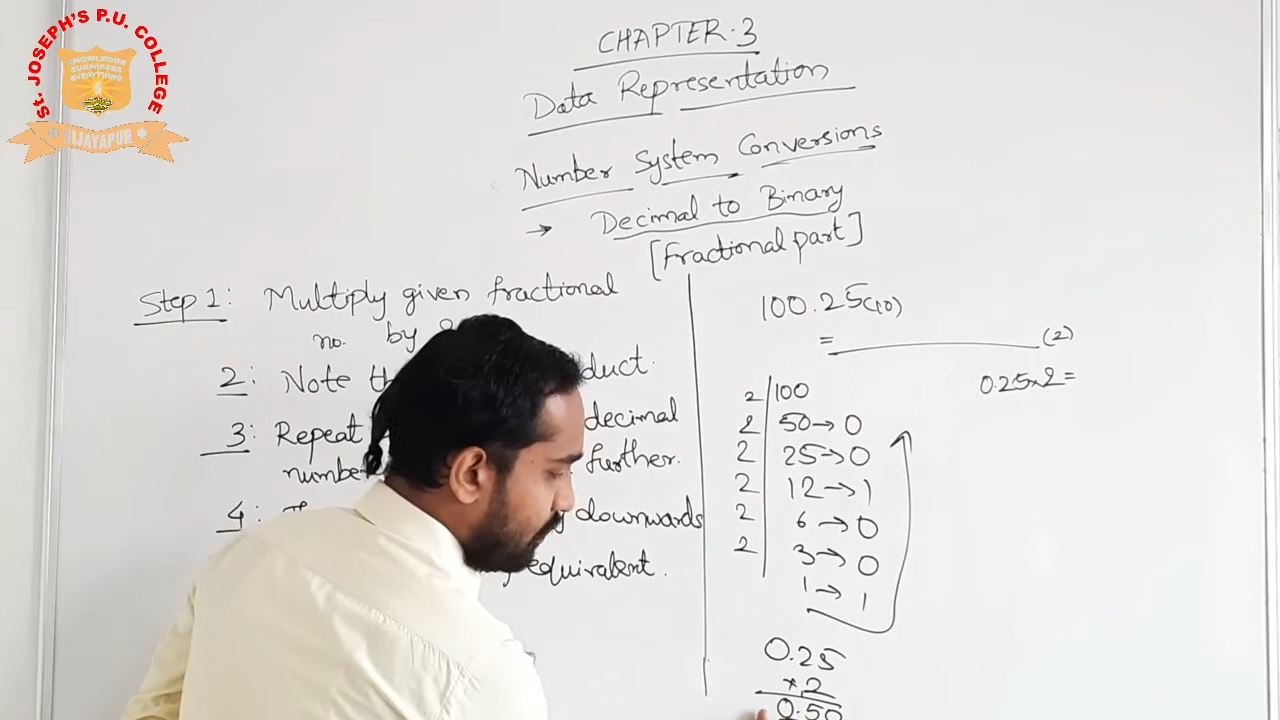 St. JOSEPH'S P.U. COLLEGE
KNOWLEDGE
SURPASSES
EVERYTHING
VIJAYAPUR
CHAPTER.3
Data Representation
Number System Conversions
→ Decimal to Binary
[Fractional part]
Step 1: Multiply given fractional
no. by
2: Note
3: Repeat decimal
number further.
4: downwards
equivalent.
100.25(10)
= (2)
0.25×2=
2 100
2 50→0
2 25→0
2 12→1
2 6→0
2 3→0
1→1
0.25
×2
0.50